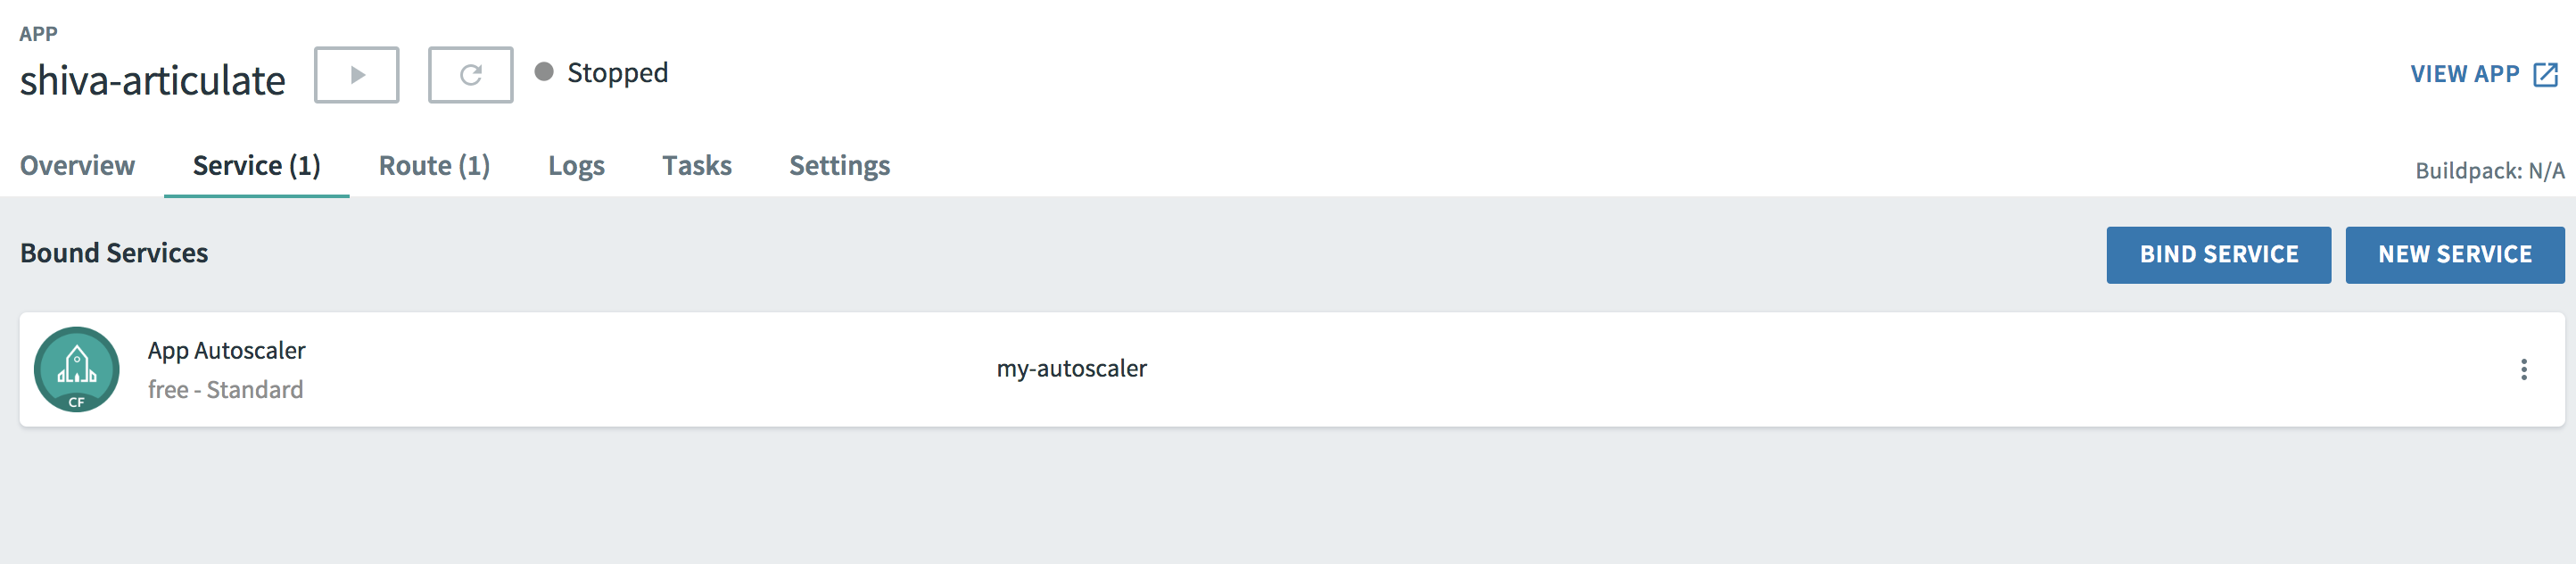 APP
shiva-articulate
Stopped
VIEW APP
Overview Service (1) Route (1) Logs Tasks Settings
Buildpack: N/A
Bound Services
BIND SERVICE NEW SERVICE
App Autoscaler
free - Standard
my-autoscaler
CF